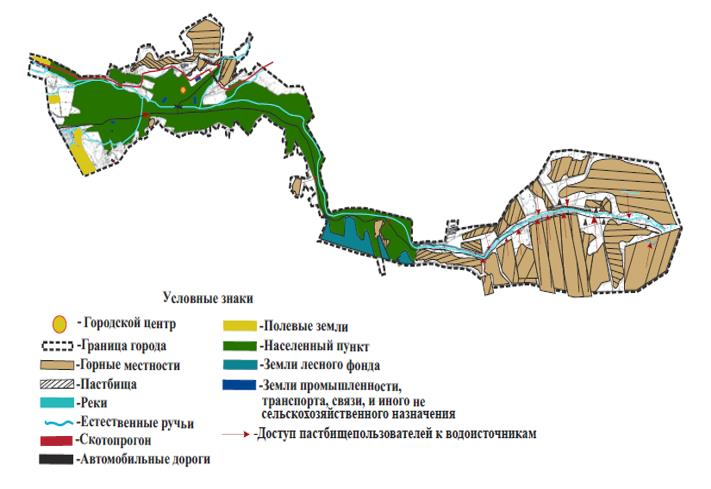 Условные знаки
- Городской центр
-Граница города
-Горные местности
-Пастбища
-Реки
-Естественные ручьи
-Скотопрогон
-Автомобильные дороги
-Полевые земли
-Населенный пункт
-Земли лесного фонда
-Земли промышленности,
транспорта, связи, и иного не
сельскохозяйственного назначения
-Доступ пастбищепользователей к водоисточникам